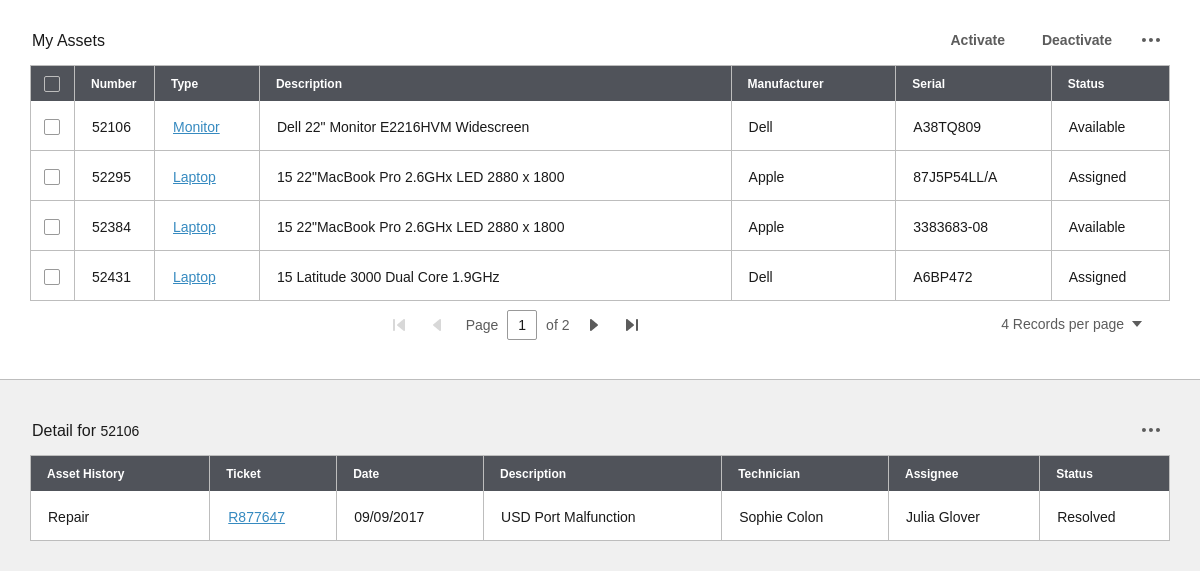 My Assets Activate Deactivate
Number Type Description Manufacturer Serial Status
52106 Monitor Dell 22" Monitor E2216HVM Widescreen Dell A38TQ809 Available
52295 Laptop 15 22"MacBook Pro 2.6GHx LED 2880 x 1800 Apple 87J5P54LL/A Assigned
52384 Laptop 15 22"MacBook Pro 2.6GHx LED 2880 x 1800 Apple 3383683-08 Available
52431 Laptop 15 Latitude 3000 Dual Core 1.9GHz Dell A6BP472 Assigned
Page 1 of 2 4 Records per page
Detail for 52106
Asset History Ticket Date Description Technician Assignee Status
Repair R877647 09/09/2017 USD Port Malfunction Sophie Colon Julia Glover Resolved